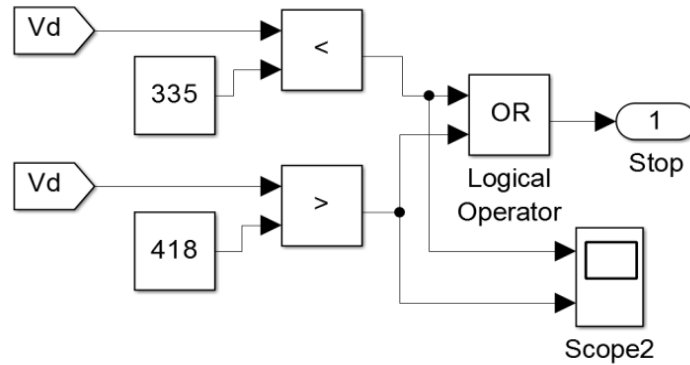 Vd
<
335
OR
1
Stop
Vd
>
418
Logical
Operator
Scope2